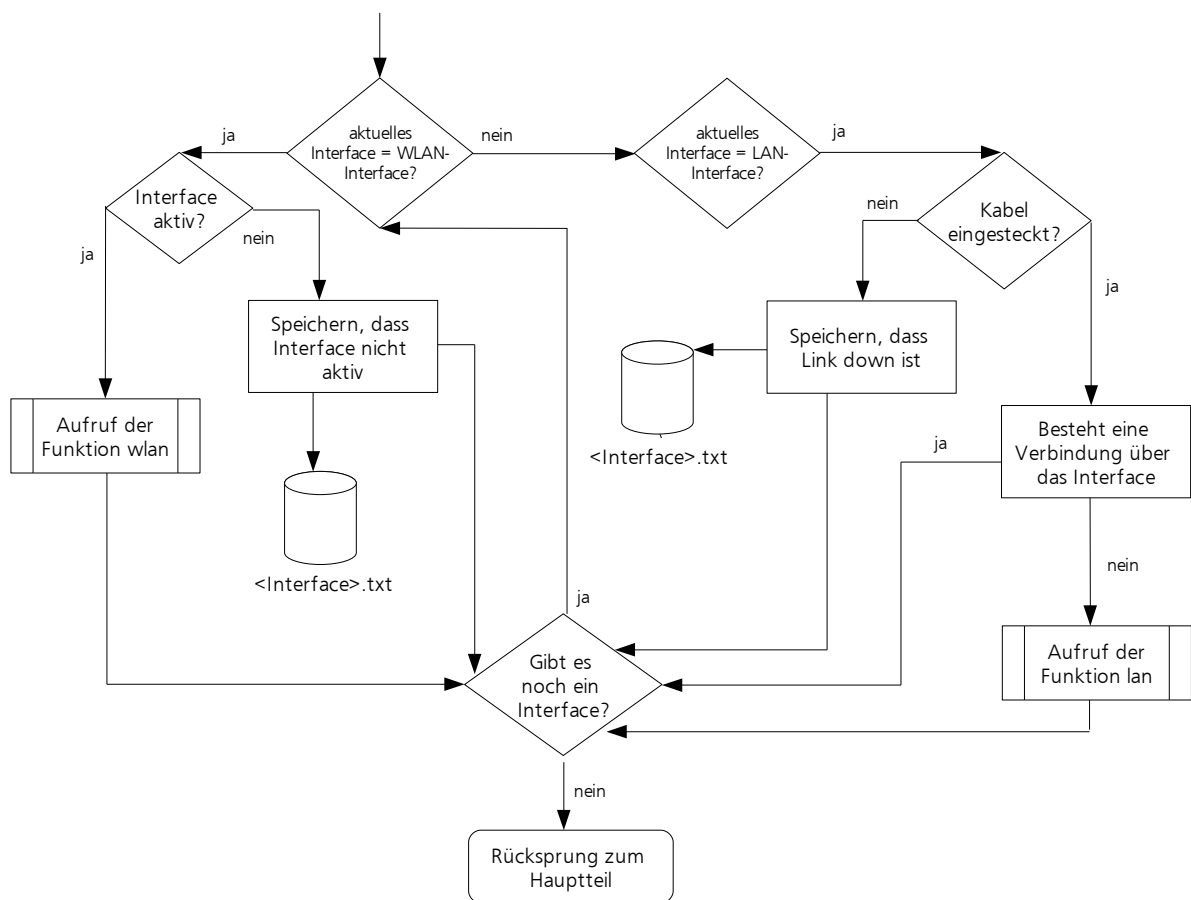 ja
aktuelles
Interface = WLAN-
Interface?
nein
aktuelles
Interface = LAN-
Interface?
ja
Interface
aktiv?
ja
nein
nein
Kabel
eingesteckt?
ja
Speichern, dass
Interface nicht
aktiv
Speichern, dass
Link down ist
Aufruf der
Funktion wlan
<Interface>.txt
ja
Besteht eine
Verbindung über
das Interface
<Interface>.txt
nein
ja
Gibt es
noch ein
Interface?
Aufruf der
Funktion lan
nein
Rücksprung zum
Hauptteil